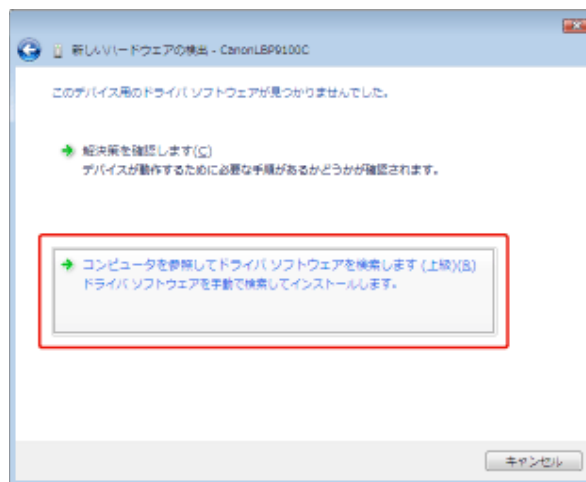 新しいハードウェアの検出 - CanonLBP9100C
このデバイス用のドライバ ソフトウェアが見つかりませんでした。
解決策を確認します(C)
デバイスが動作するために必要な手順があるかどうかが確認されます。
コンピュータを参照してドライバ ソフトウェアを検索します (上級)(R)
ドライバ ソフトウェアを手動で検索してインストールします。
キャンセル